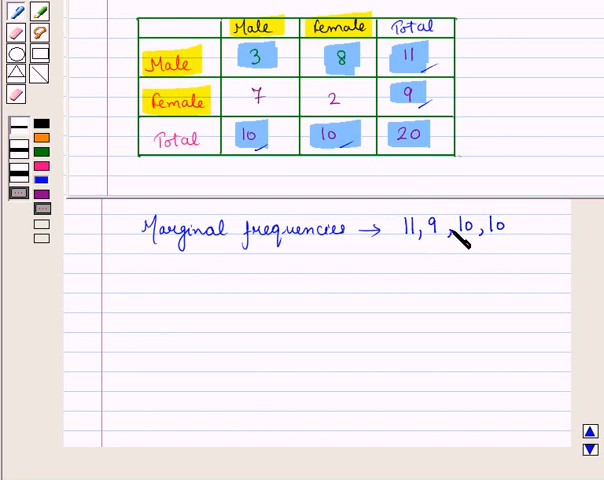 Male Female Total
Male 3 8 11
Female 7 2 9
Total 10 10 20
Marginal frequencies → 11, 9, 10, 10